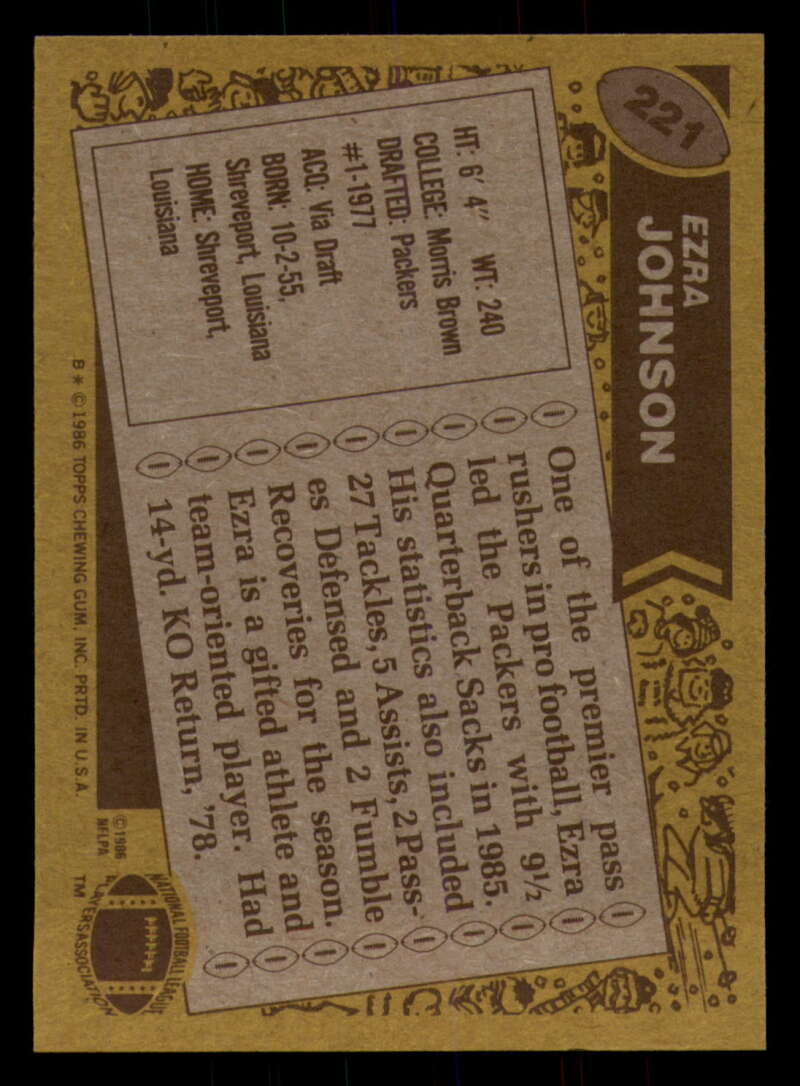 221
EZRA
JOHNSON
HT: 6' 4" WT: 240
COLLEGE: Morris Brown
DRAFTED: Packers
#1-1977
ACQ: Via Draft
BORN: 10-2-55,
Shreveport, Louisiana
HOME: Shreveport,
Louisiana
One of the premier pass
rushers in pro football, Ezra
led the Packers with 9½
Quarterback Sacks in 1985.
His statistics also included
27 Tackles, 5 Assists, 2 Pass-
es Defensed and 2 Fumble
Recoveries for the season.
Ezra is a gifted athlete and
team-oriented player. Had
14-yd. KO Return, '78.
B * © 1986 TOPPS CHEWING GUM, INC. PRTD. IN U.S.A.
© 1986
NFLPA
NATIONAL FOOTBALL LEAGUE
PLAYERS ASSOCIATION
TM